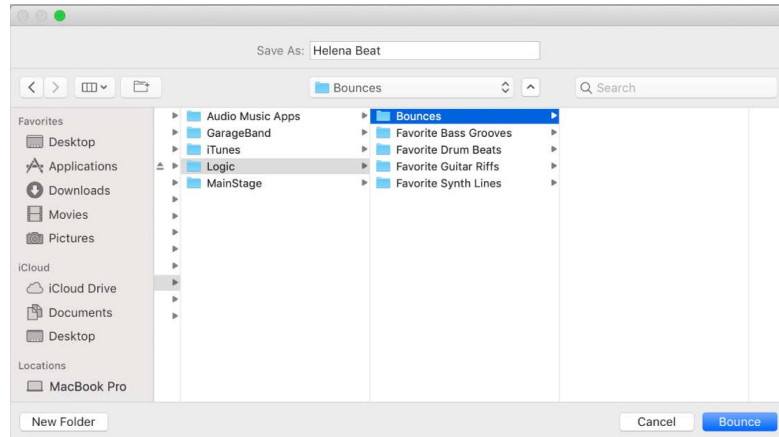 Save As: Helena Beat
Bounces
Search
Favorites
Desktop
Applications
Downloads
Movies
Pictures
iCloud
iCloud Drive
Documents
Desktop
Locations
MacBook Pro
Audio Music Apps
GarageBand
iTunes
Logic
MainStage
Bounces
Favorite Bass Grooves
Favorite Drum Beats
Favorite Guitar Riffs
Favorite Synth Lines
New Folder
Cancel
Bounce